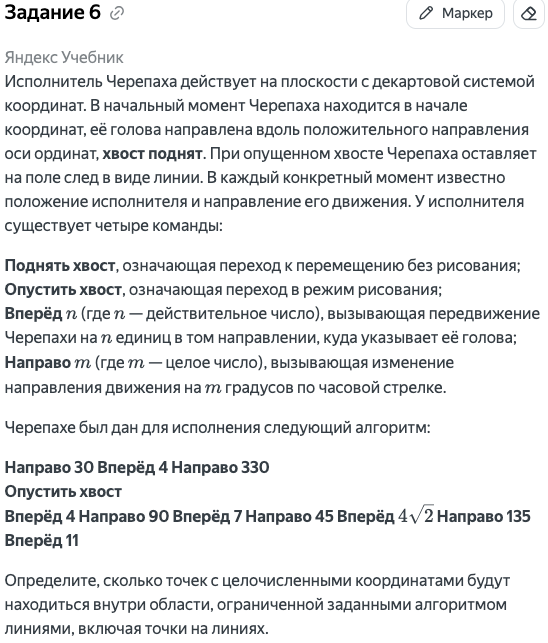 Задание 6
Маркер
Яндекс Учебник
Исполнитель Черепаха действует на плоскости с декартовой системой
координат. В начальный момент Черепаха находится в начале
координат, её голова направлена вдоль положительного направления
оси ординат, хвост поднят. При опущенном хвосте Черепаха оставляет
на поле след в виде линии. В каждый конкретный момент известно
положение исполнителя и направление его движения. У исполнителя
существует четыре команды:
Поднять хвост, означающая переход к перемещению без рисования;
Опустить хвост, означающая переход в режим рисования;
Вперёд n (где n — действительное число), вызывающая передвижение
Черепахи на n единиц в том направлении, куда указывает её голова;
Направо m (где m — целое число), вызывающая изменение
направления движения на m градусов по часовой стрелке.
Черепахе был дан для исполнения следующий алгоритм:
Направо 30 Вперёд 4 Направо 330
Опустить хвост
Вперёд 4 Направо 90 Вперёд 7 Направо 45 Вперёд 4√2 Направо 135
Вперёд 11
Определите, сколько точек с целочисленными координатами будут
находиться внутри области, ограниченной заданными алгоритмом
линиями, включая точки на линиях.